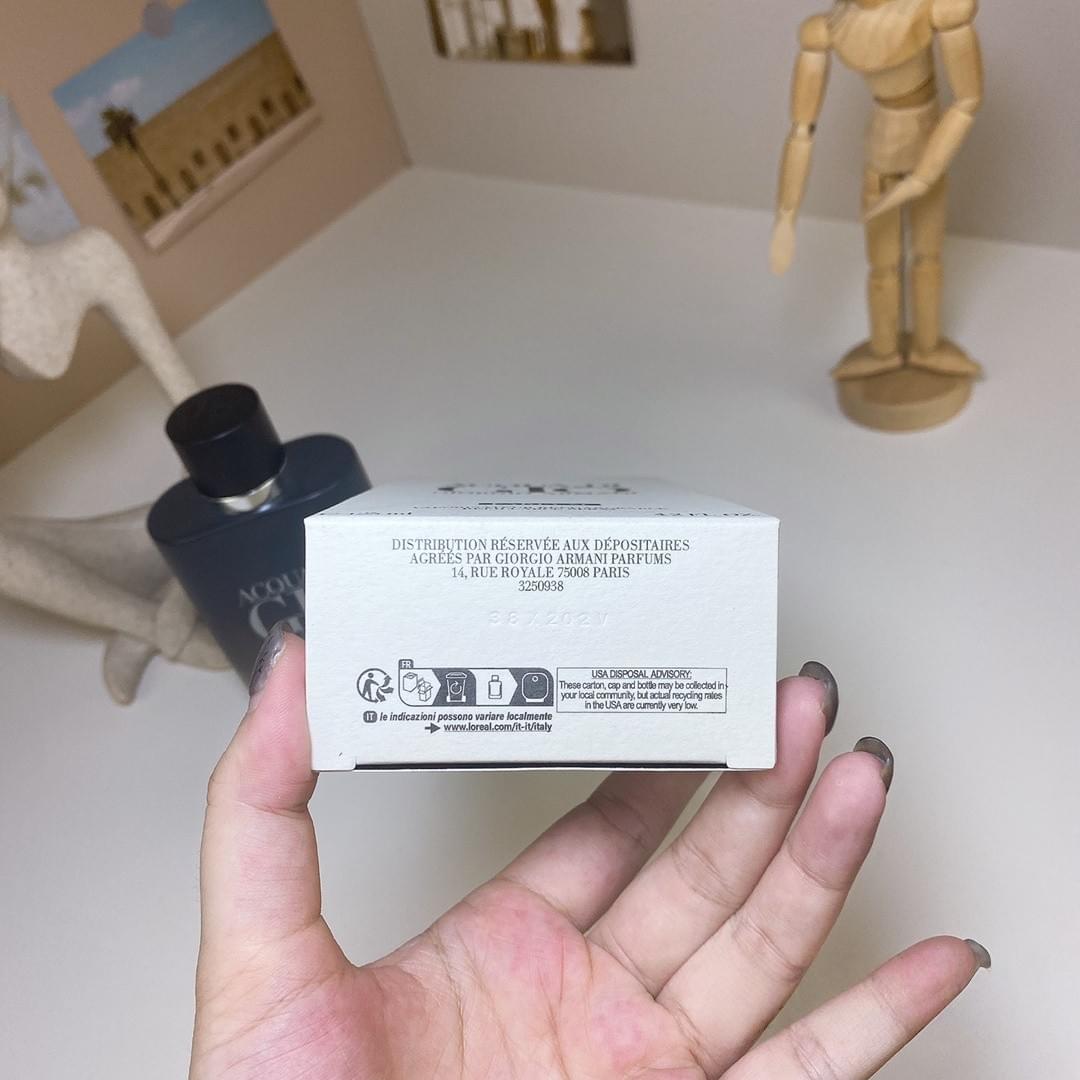 ACQUA
GI
DISTRIBUTION RÉSERVÉE AUX DÉPOSITAIRES
AGRÉÉS PAR GIORGIO ARMANI PARFUMS
14, RUE ROYALE 75008 PARIS
3250938
38X202V
FR
USA DISPOSAL ADVISORY:
These carton, cap and bottle may be collected in
your local community, but actual recycling rates
in the USA are currently very low.
IT le indicazioni possono variare localmente
www.loreal.com/it-it/italy